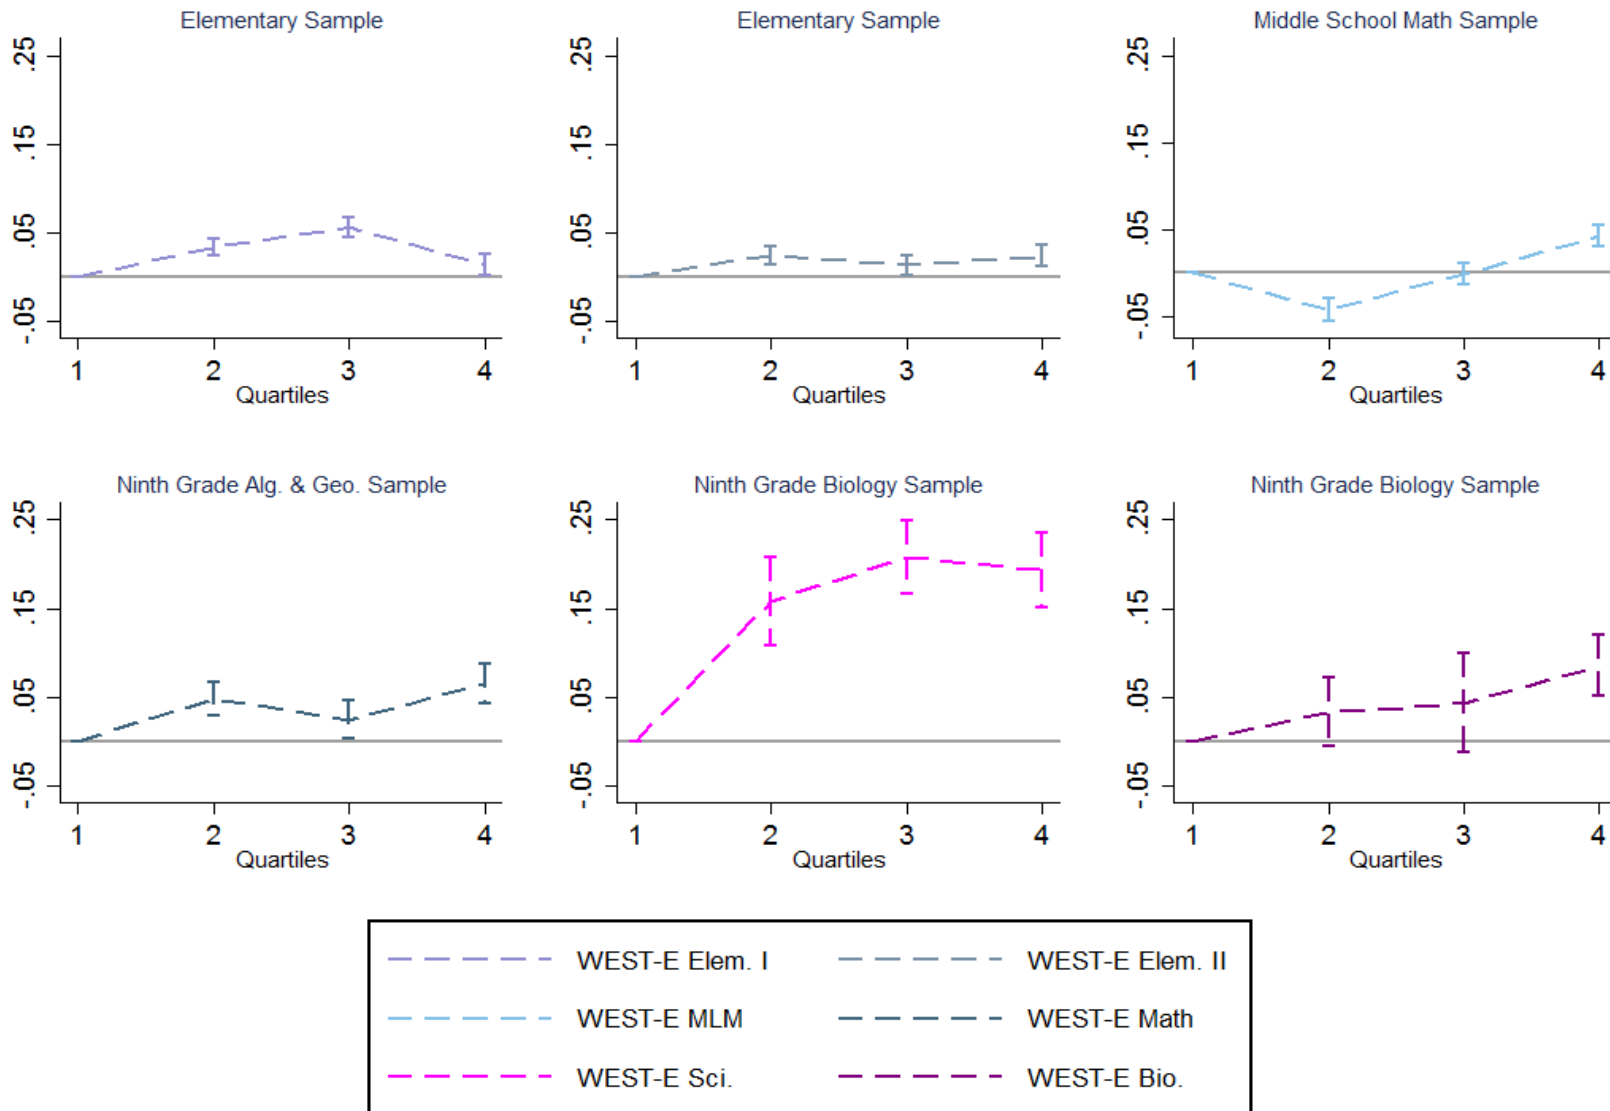 Elementary Sample
.25
.15
.05
-.05
1 2 3 4
Quartiles
Elementary Sample
.25
.15
.05
-.05
1 2 3 4
Quartiles
Middle School Math Sample
.25
.15
.05
-.05
1 2 3 4
Quartiles
Ninth Grade Alg. & Geo. Sample
.25
.15
.05
-.05
1 2 3 4
Quartiles
Ninth Grade Biology Sample
.25
.15
.05
-.05
1 2 3 4
Quartiles
Ninth Grade Biology Sample
.25
.15
.05
-.05
1 2 3 4
Quartiles
WEST-E Elem. I WEST-E Elem. II
WEST-E MLM WEST-E Math
WEST-E Sci. WEST-E Bio.